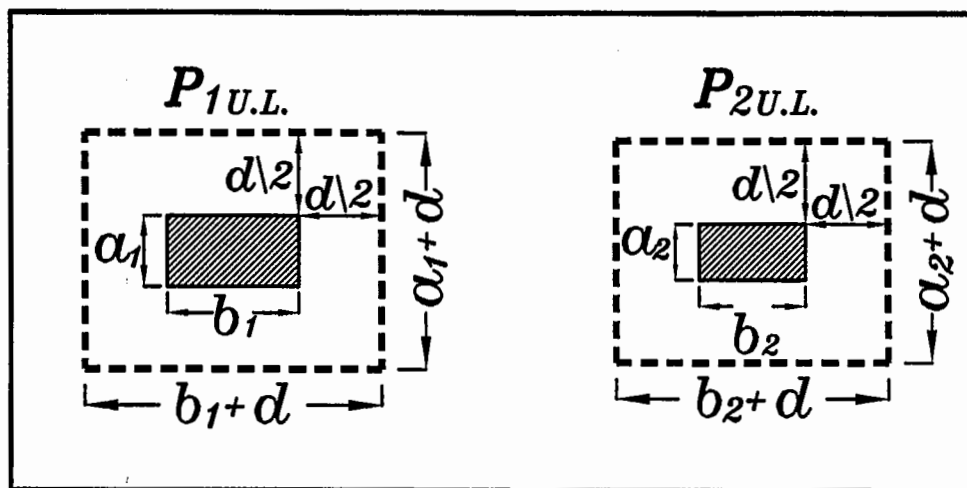 P1U.L.
d\2
d\2
a1
b1
a1+d
b1+d
P2U.L.
d\2
d\2
a2
b2
a2+d
b2+d